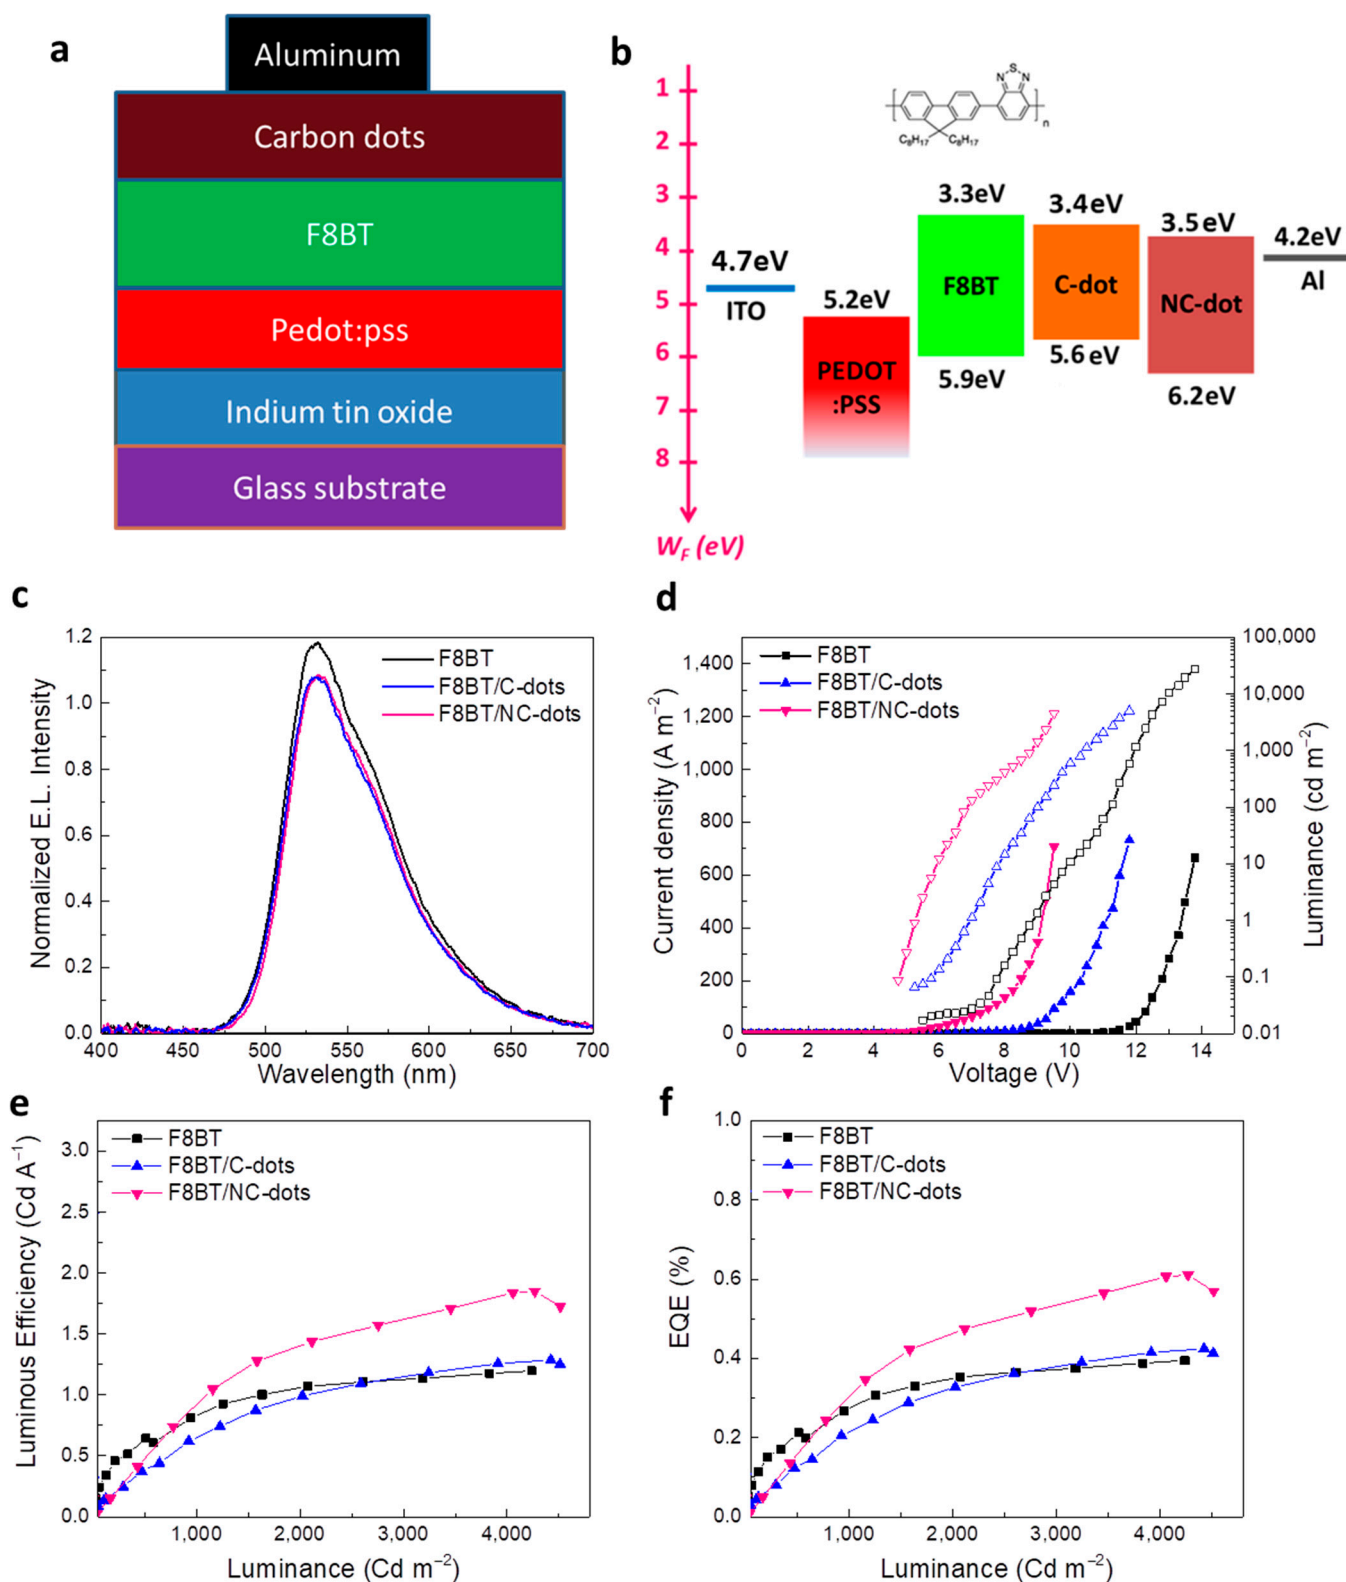 a
Aluminum
Carbon dots
F8BT
Pedot:pss
Indium tin oxide
Glass substrate
b
1
2
3
4
5
6
7
8
W_F (eV)
N S N
n
C8H17 C8H17
4.7eV
ITO
5.2eV
PEDOT
:PSS
3.3eV
F8BT
5.9eV
3.4eV
C-dot
5.6 eV
3.5eV
NC-dot
6.2eV
4.2eV
Al
c
Normalized E.L. Intensity
1.2
1.0
0.8
0.6
0.4
0.2
0.0
F8BT
F8BT/C-dots
F8BT/NC-dots
400 450 500 550 600 650 700
Wavelength (nm)
d
Current density (A m−2)
1,400
1,200
1,000
800
600
400
200
0
F8BT
F8BT/C-dots
F8BT/NC-dots
100,000
10,000
1,000
100
10
1
0.1
0.01
Luminance (cd m−2)
0 2 4 6 8 10 12 14
Voltage (V)
e
Luminous Efficiency (Cd A−1)
3.0
2.5
2.0
1.5
1.0
0.5
0.0
F8BT
F8BT/C-dots
F8BT/NC-dots
1,000 2,000 3,000 4,000
Luminance (Cd m−2)
f
EQE (%)
1.0
0.8
0.6
0.4
0.2
0.0
F8BT
F8BT/C-dots
F8BT/NC-dots
1,000 2,000 3,000 4,000
Luminance (Cd m−2)